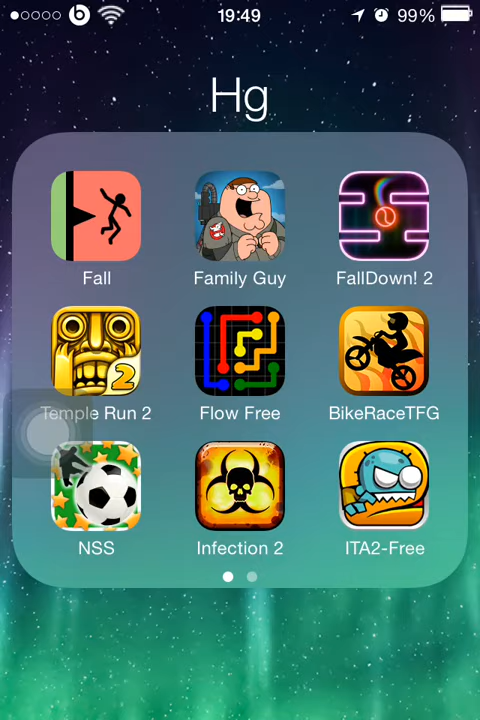 19:49
99%
Hg
Fall
Family Guy
FallDown! 2
2
Temple Run 2
Flow Free
BikeRaceTFG
NSS
Infection 2
ITA2-Free